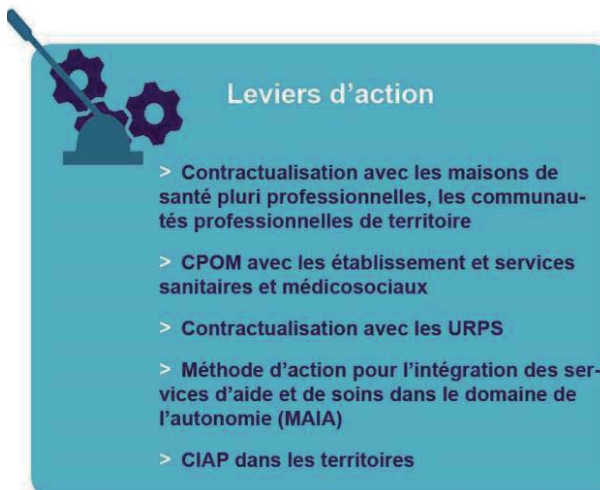 Leviers d'action
> Contractualisation avec les maisons de
santé pluri professionnelles, les communau-
tés professionnelles de territoire
> CPOM avec les établissement et services
sanitaires et médicosociaux
> Contractualisation avec les URPS
> Méthode d'action pour l'intégration des ser-
vices d'aide et de soins dans le domaine de
l'autonomie (MAIA)
> CIAP dans les territoires